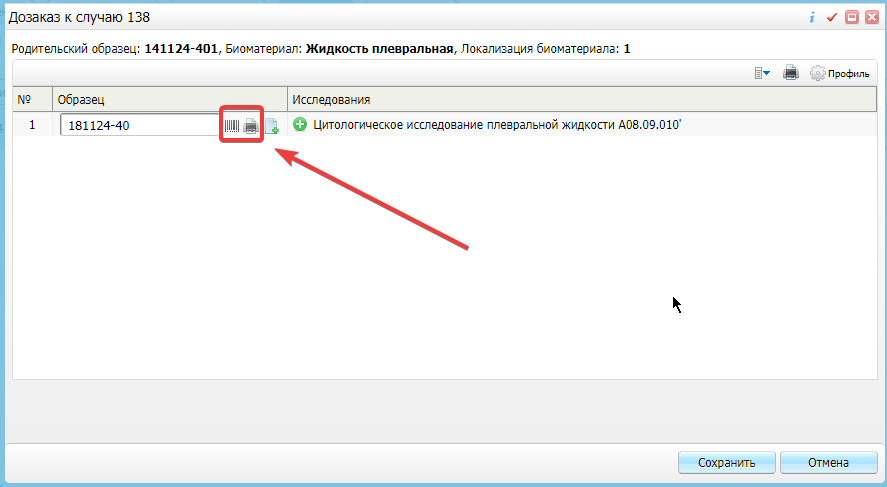 Дозаказ к случаю 138
Родительский образец: 141124-401, Биоматериал: Жидкость плевральная, Локализация биоматериала: 1
Профиль
№ Образец Исследования
1 181124-40 Цитологическое исследование плевральной жидкости A08.09.010'
Сохранить Отмена